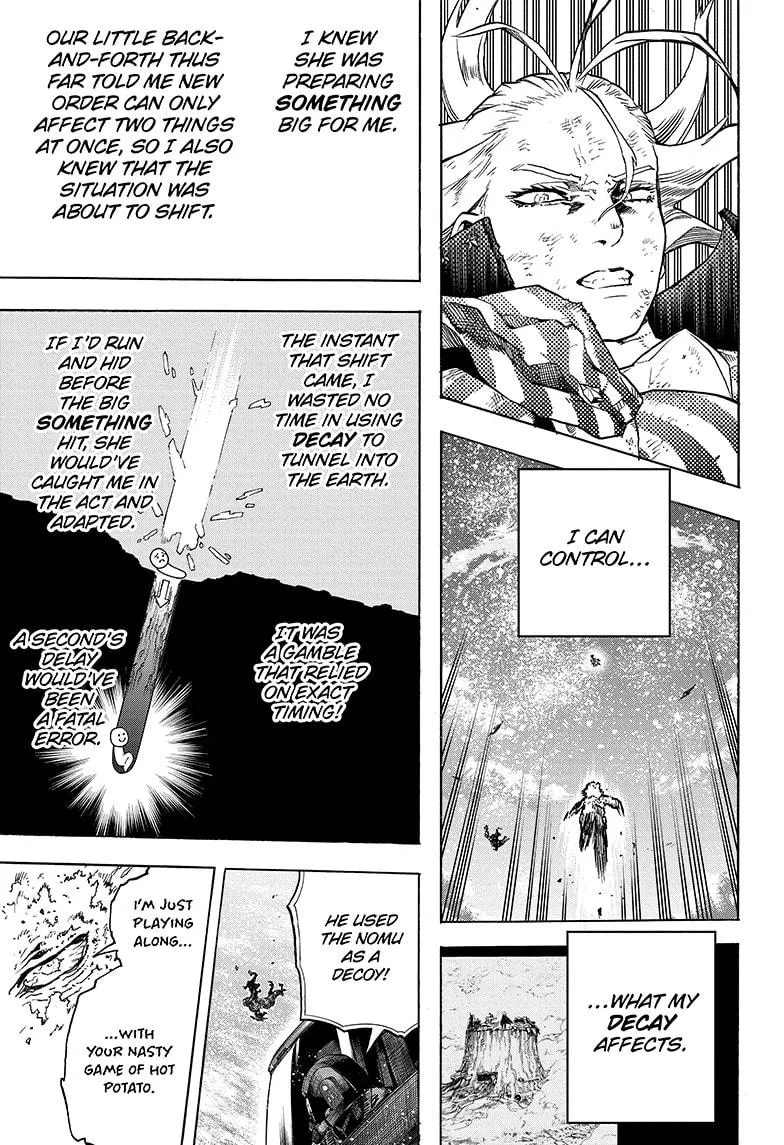 I CAN
CONTROL...
...WHAT MY
DECAY
AFFECTS.
I KNEW
SHE WAS
PREPARING
SOMETHING
BIG FOR ME.
OUR LITTLE BACK-
AND-FORTH THUS
FAR TOLD ME NEW
ORDER CAN ONLY
AFFECT TWO THINGS
AT ONCE, SO I ALSO
KNEW THAT THE
SITUATION WAS
ABOUT TO SHIFT.
THE INSTANT
THAT SHIFT
CAME, I
WASTED NO
TIME IN USING
DECAY TO
TUNNEL INTO
THE EARTH.
IF I'D RUN
AND HID
BEFORE
THE BIG
SOMETHING
HIT, SHE
WOULD'VE
CAUGHT ME IN
THE ACT AND
ADAPTED.
IT WAS
A GAMBLE
THAT RELIED
ON EXACT
TIMING!
A SECOND'S
DELAY
WOULD'VE
BEEN
A FATAL
ERROR.
HE USED
THE NOMU
AS A
DECOY!
I'M JUST
PLAYING
ALONG...
...WITH
YOUR NASTY
GAME OF HOT
POTATO.